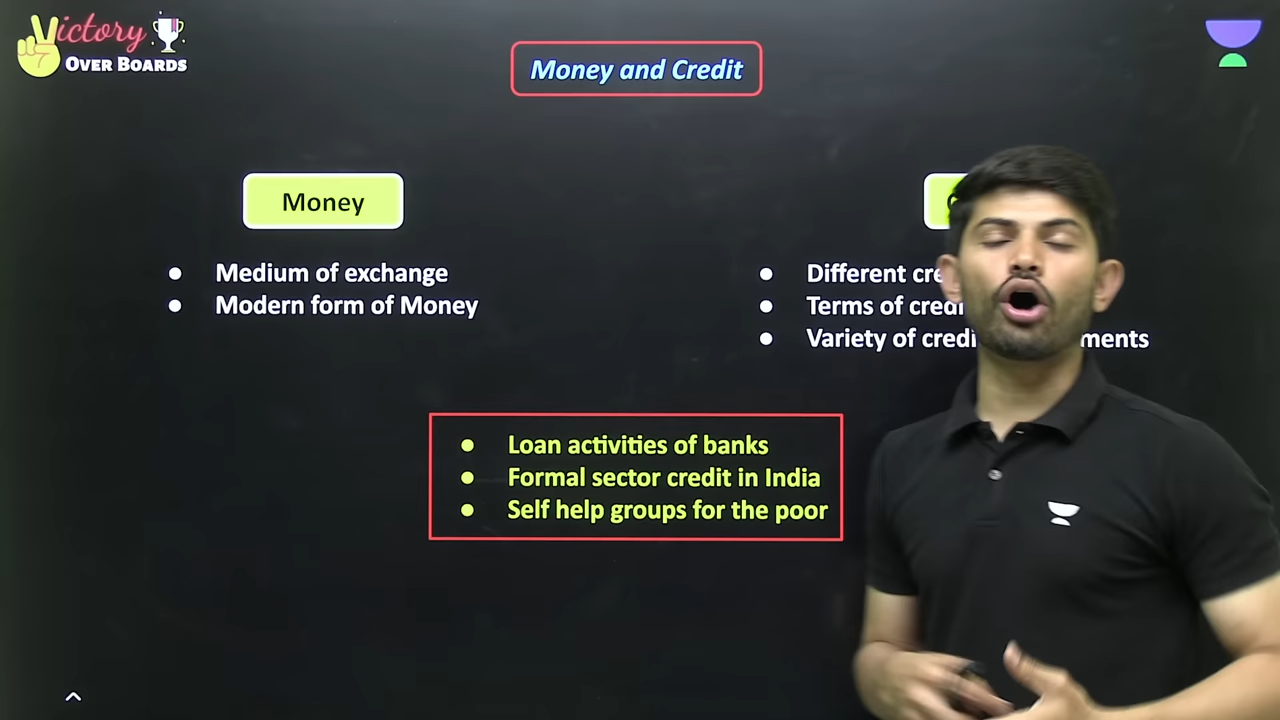 Victory
OVER BOARDS
Money and Credit
Money
Medium of exchange
Modern form of Money
Different
Terms of
Variety of
Loan activities of banks
Formal sector credit in India
Self help groups for the poor